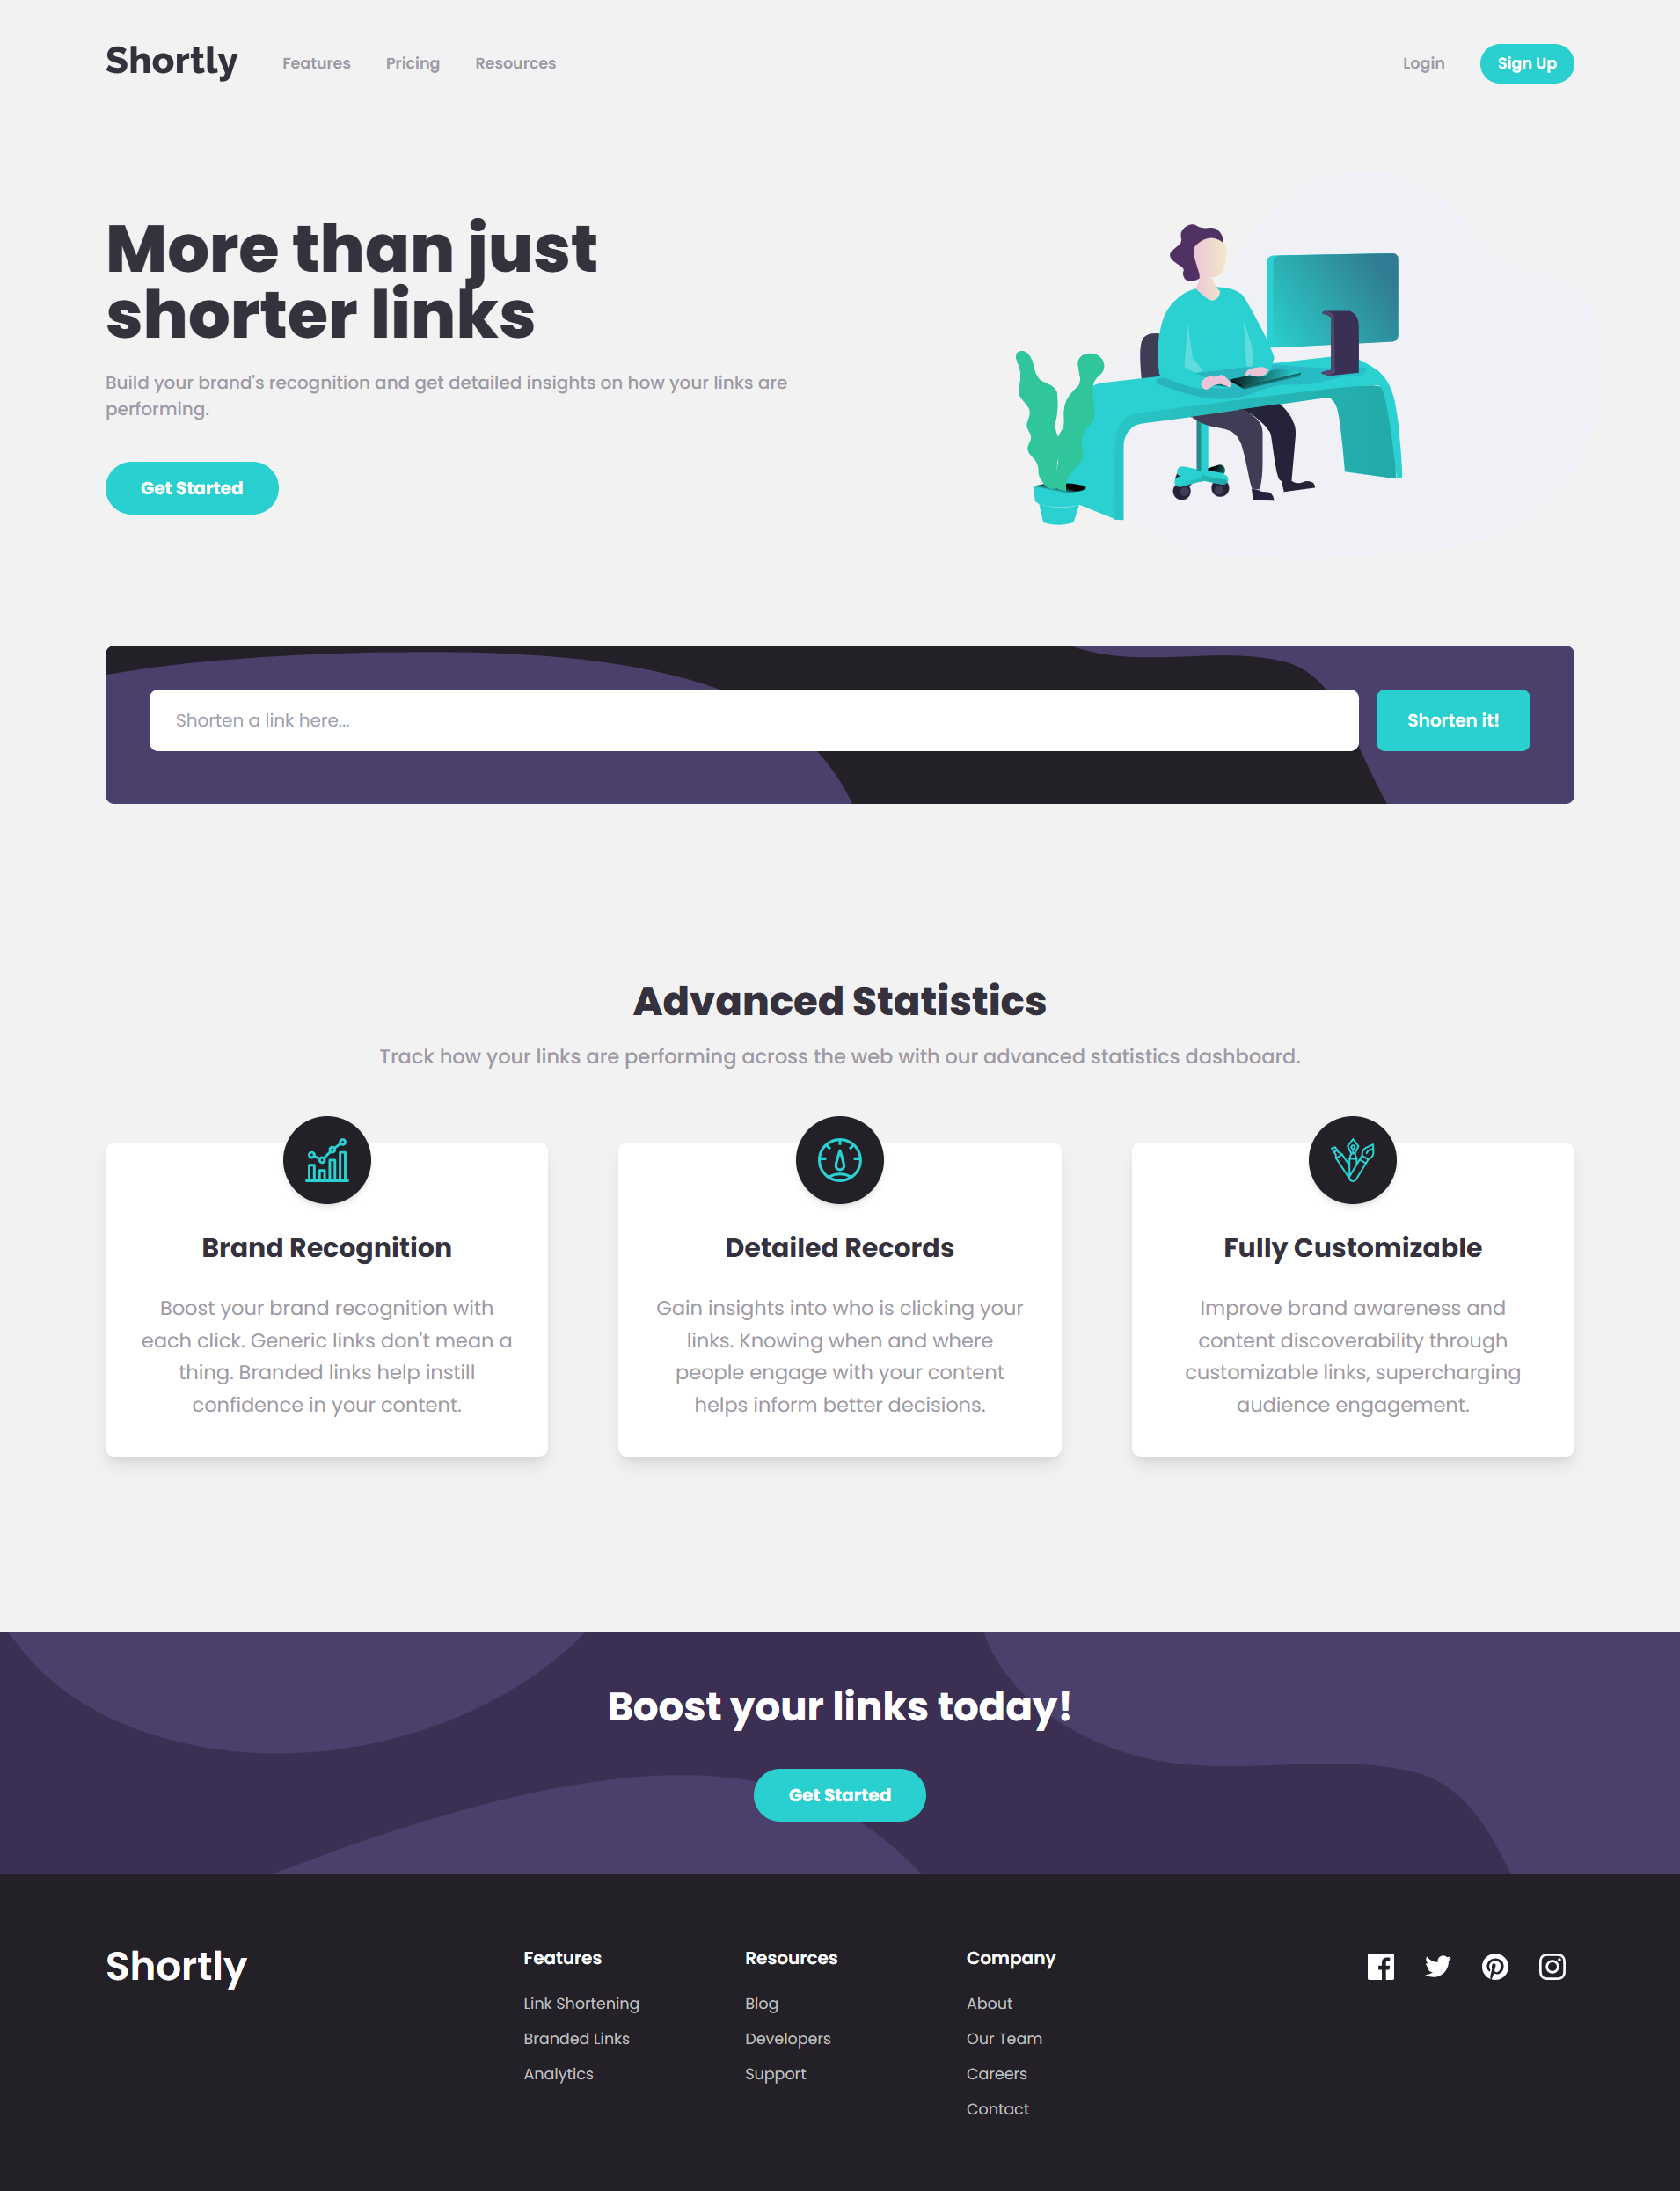 Shortly
Features
Pricing
Resources
Login
Sign Up
More than just
shorter links
Build your brand's recognition and get detailed insights on how your links are
performing.
Get Started
Shorten a link here...
Shorten it!
Advanced Statistics
Track how your links are performing across the web with our advanced statistics dashboard.
Brand Recognition
Boost your brand recognition with
each click. Generic links don't mean a
thing. Branded links help instill
confidence in your content.
Detailed Records
Gain insights into who is clicking your
links. Knowing when and where
people engage with your content
helps inform better decisions.
Fully Customizable
Improve brand awareness and
content discoverability through
customizable links, supercharging
audience engagement.
Boost your links today!
Get Started
Shortly
Features
Link Shortening
Branded Links
Analytics
Resources
Blog
Developers
Support
Company
About
Our Team
Careers
Contact